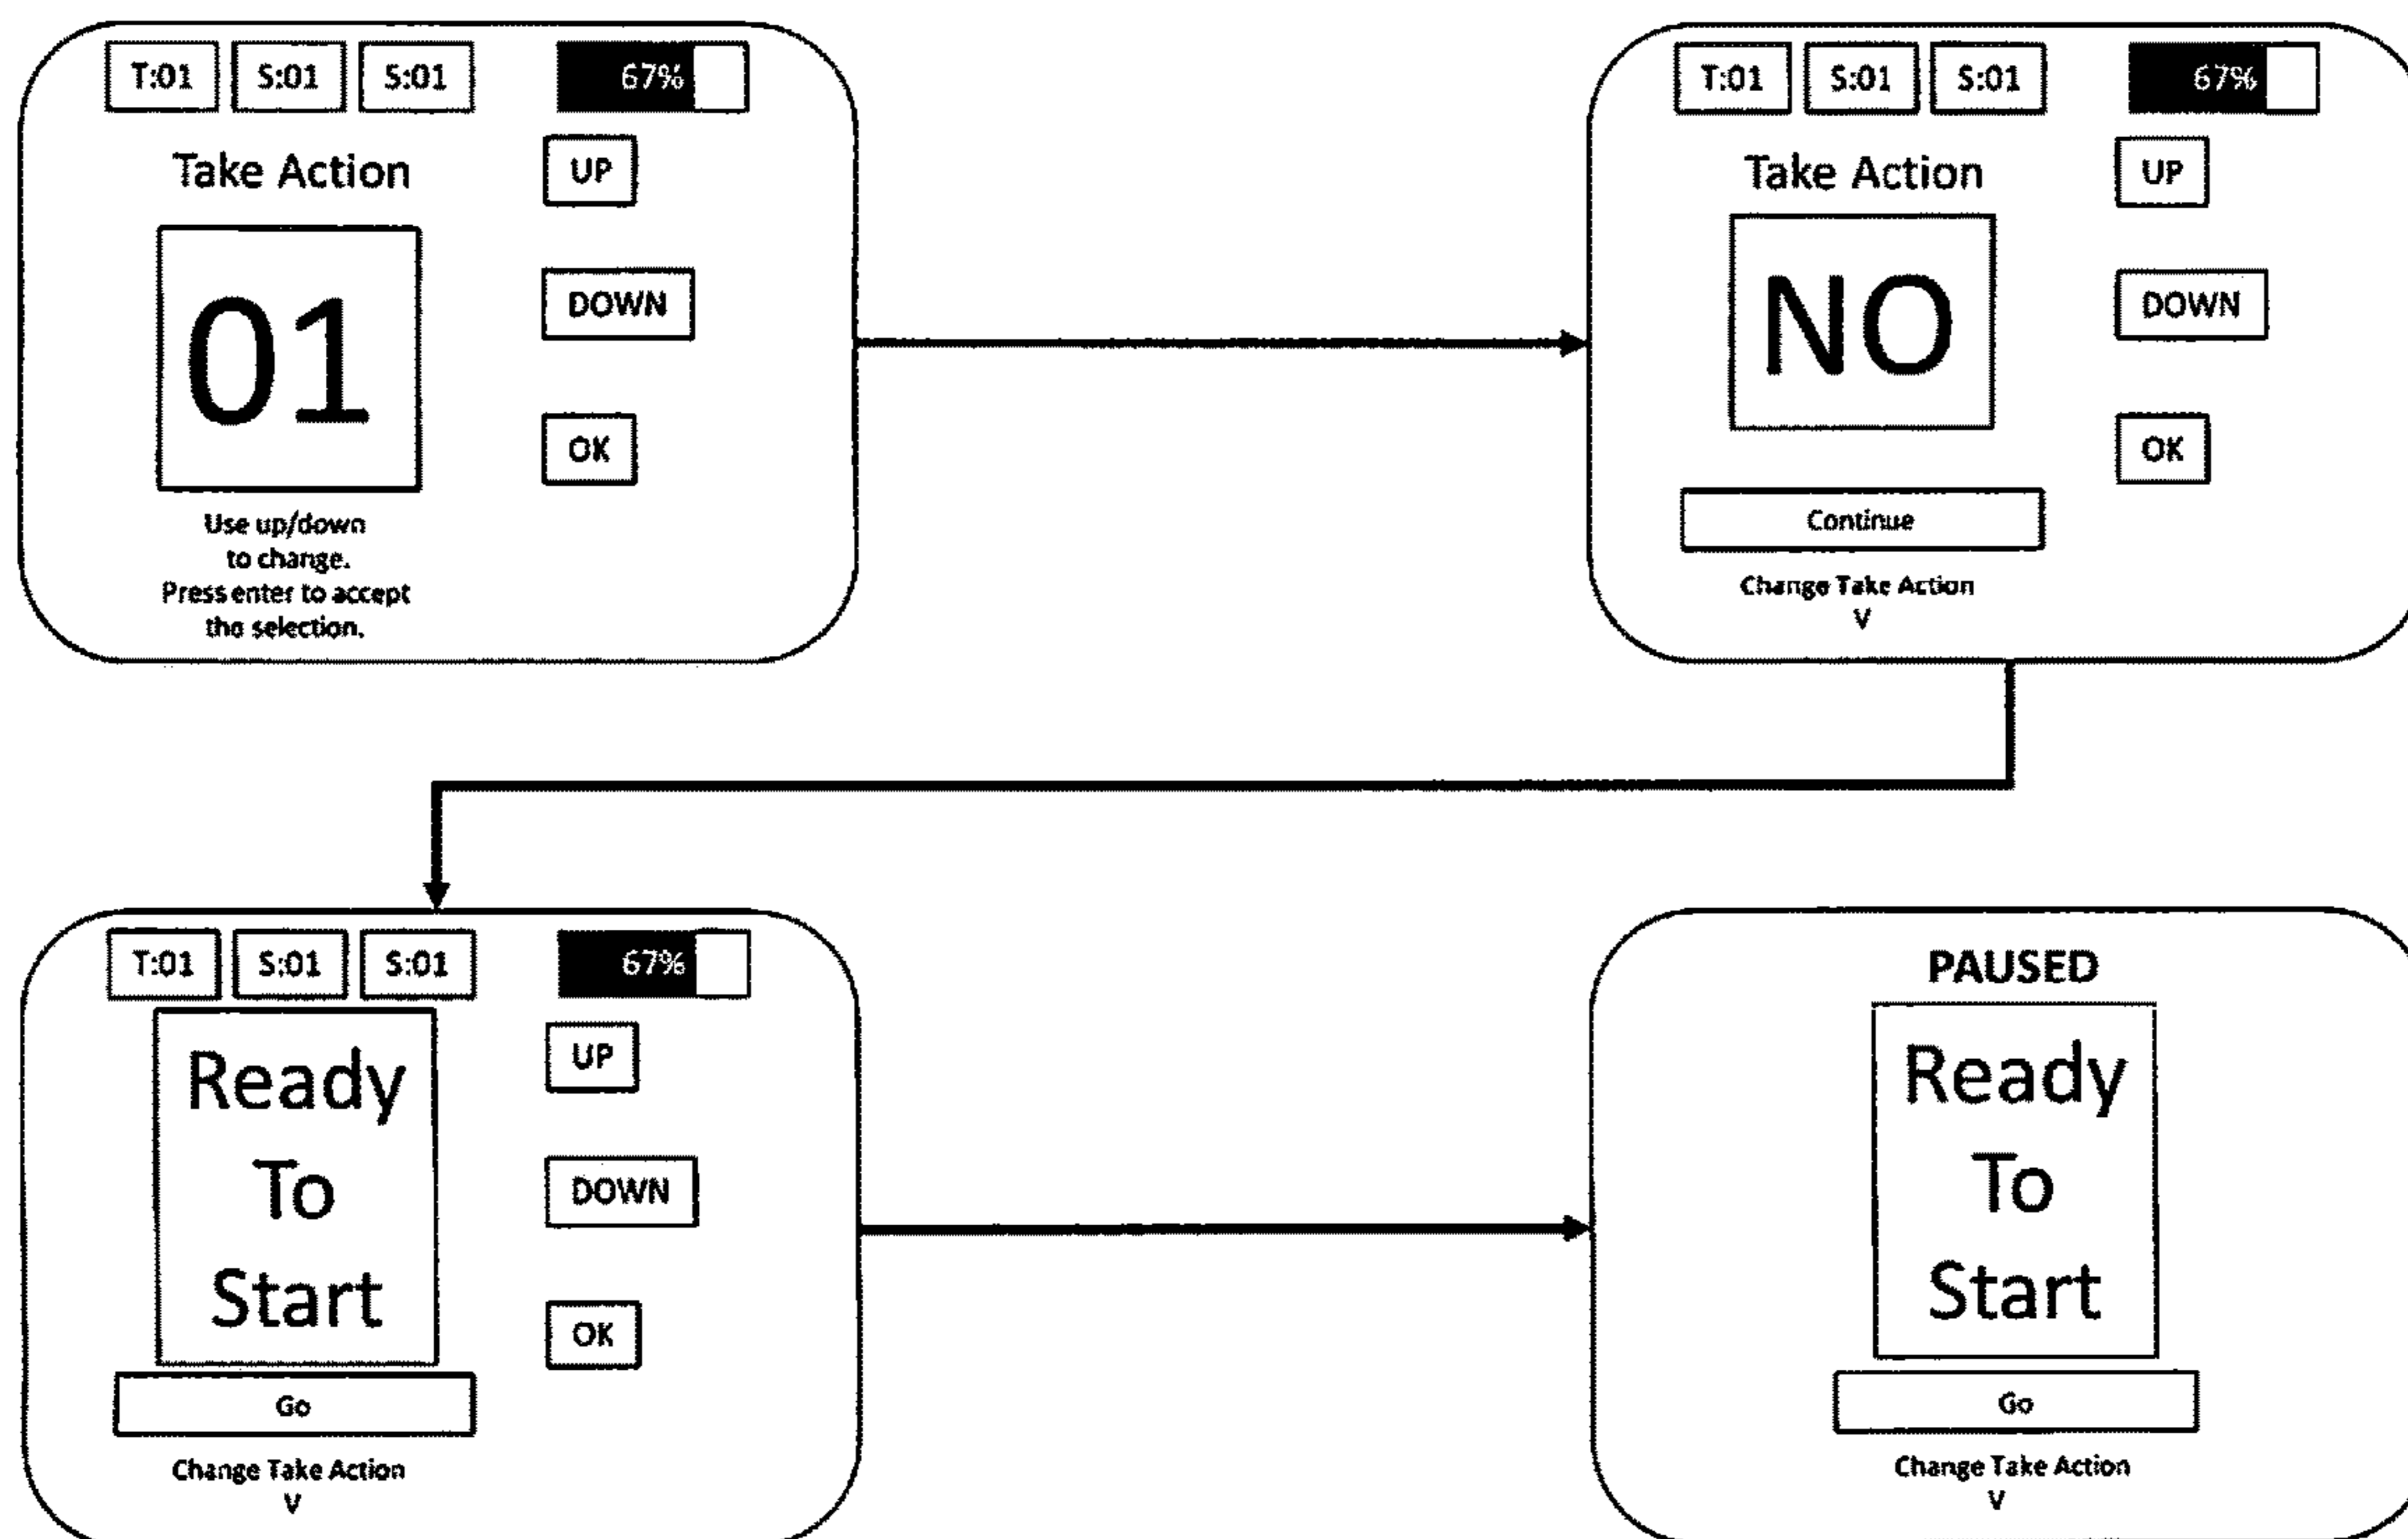 T:01 S:01 S:01 67%
Take Action
UP
01
DOWN
OK
Use up/down
to change.
Press enter to accept
the selection.
T:01 S:01 S:01 67%
Take Action
UP
NO
DOWN
OK
Continue
Change Take Action
V
T:01 S:01 S:01 67%
Ready
To
Start
UP
DOWN
OK
Go
Change Take Action
V
PAUSED
Ready
To
Start
Go
Change Take Action
V